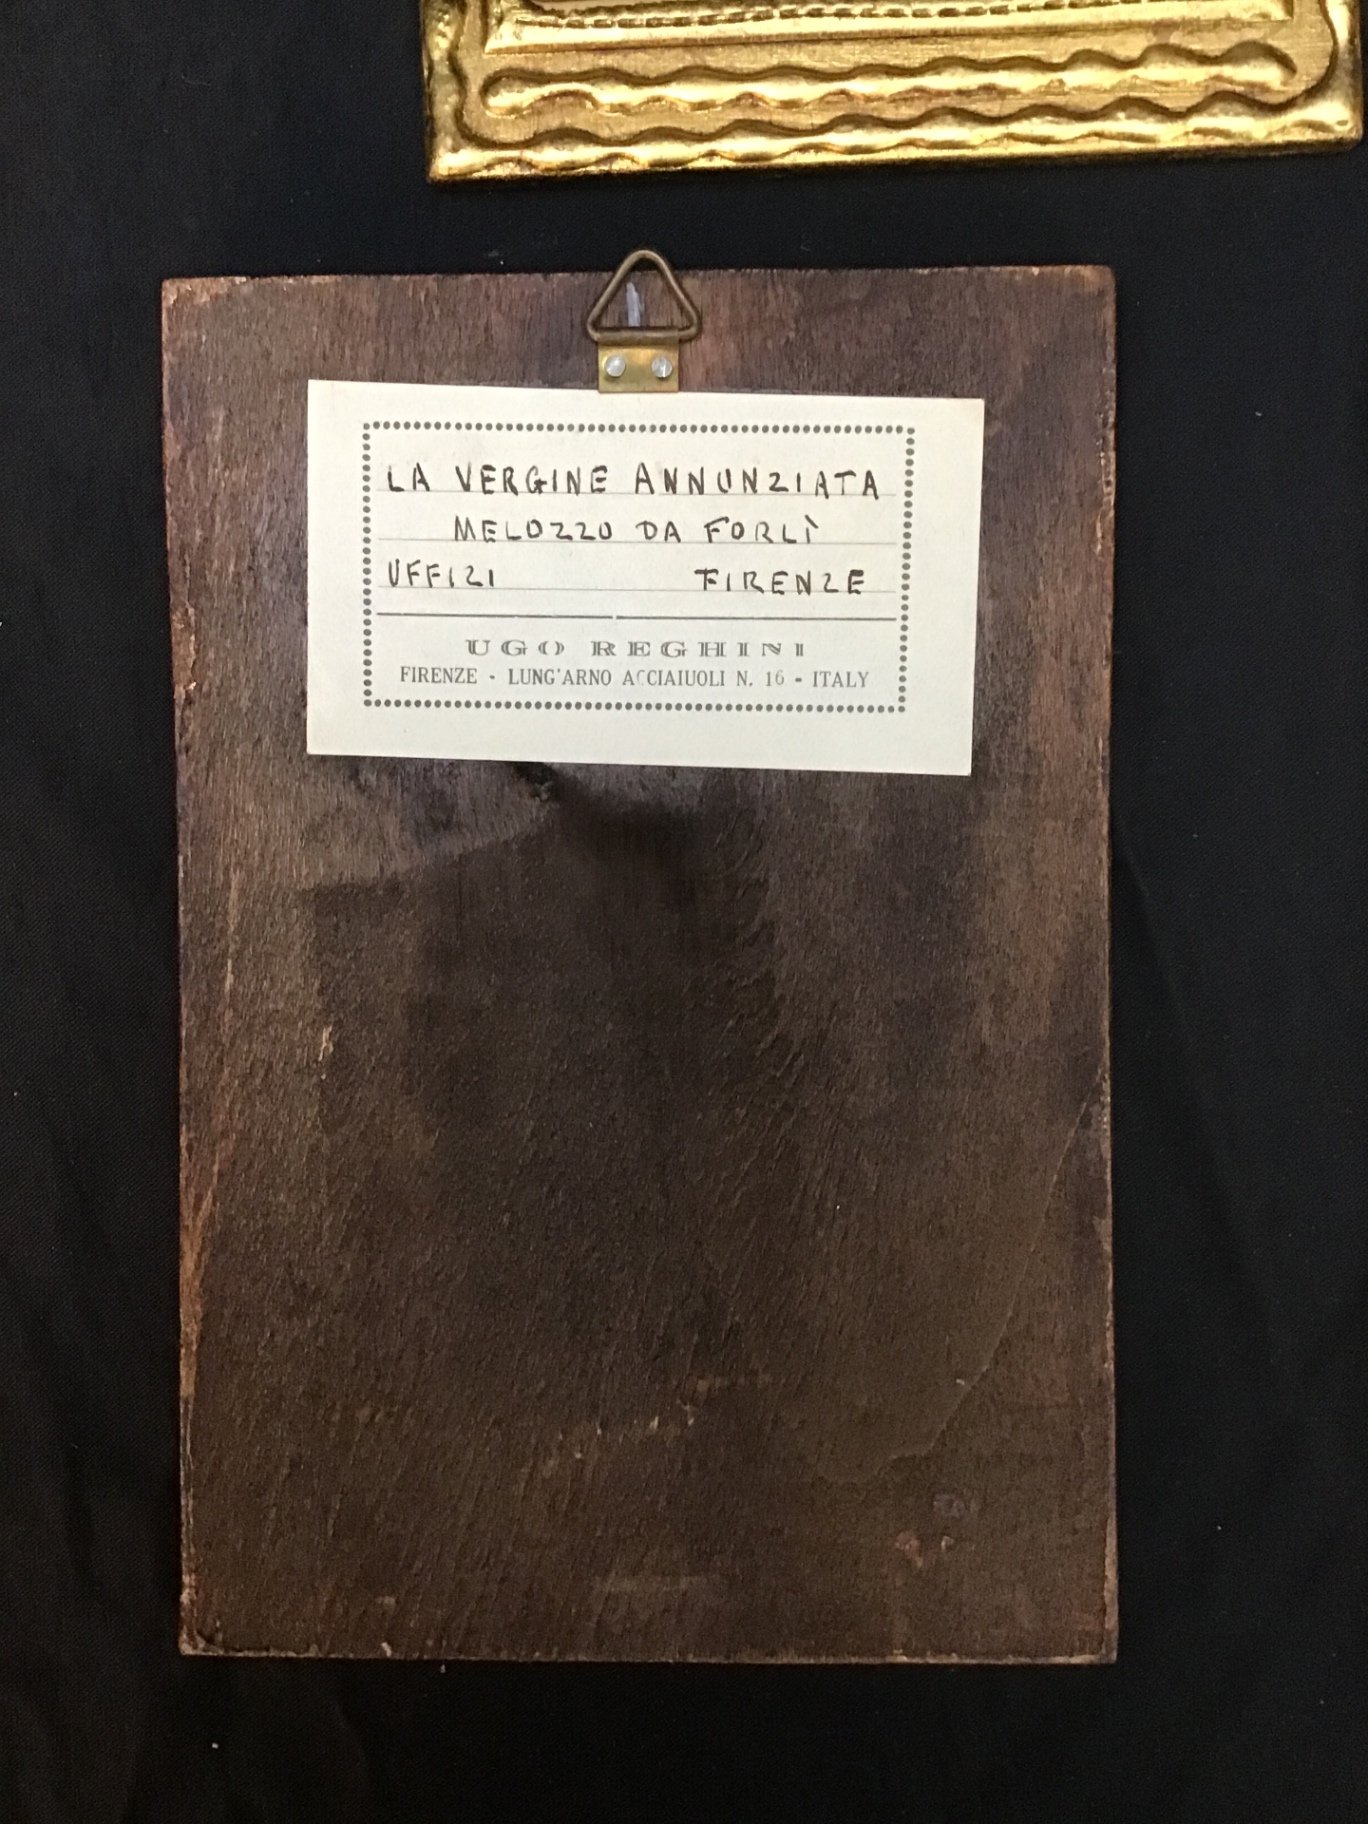 LA VERGINE ANNUNZIATA
MELOZZO DA FORLÌ
UFFIZI FIRENZE
UGO REGHINI
FIRENZE - LUNG'ARNO ACCIAIUOLI N. 16 - ITALY